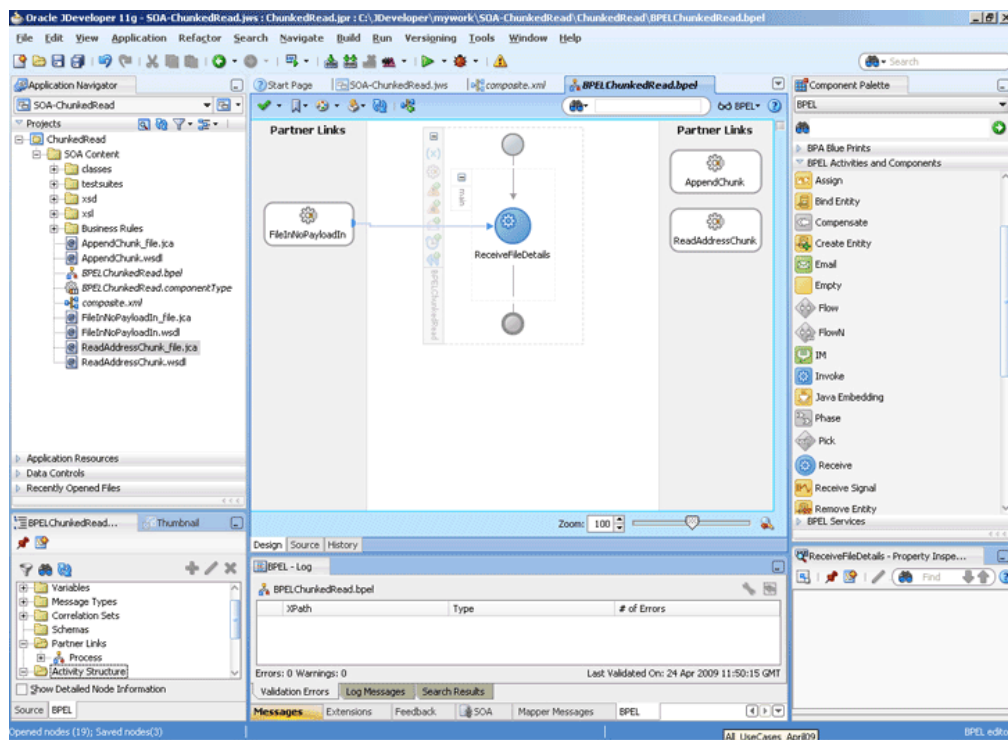 Oracle JDeveloper 11g - SOA-ChunkedRead.jws : ChunkedRead.jpr : C:\JDeveloper\mywork\SOA-ChunkedRead\ChunkedRead\BPELChunkedRead.bpel
File Edit View Application Refactor Search Navigate Build Run Versioning Tools Window Help
Search
Application Navigator
SOA-ChunkedRead
Projects
ChunkedRead
SOA Content
classes
testsuites
xsd
xsl
Business Rules
AppendChunk_file.jca
AppendChunk.wsdl
BPELChunkedRead.bpel
BPELChunkedRead.componentType
composite.xml
FileInNoPayloadIn_file.jca
FileInNoPayloadIn.wsdl
ReadAddressChunk_file.jca
ReadAddressChunk.wsdl
Application Resources
Data Controls
Recently Opened Files
BPELChunkedRead... Thumbnail
Variables
Message Types
Correlation Sets
Schemas
Partner Links
Process
Activity Structure
Show Detailed Node Information
Source BPEL
Start Page SOA-ChunkedRead.jws composite.xml BPELChunkedRead.bpel
BPEL
Partner Links
FileInNoPayloadIn
main
ReceiveFileDetails
BPELChunkedRead
Partner Links
AppendChunk
ReadAddressChunk
Zoom: 100
Design Source History
BPEL - Log
BPELChunkedRead.bpel
XPath Type # of Errors
Errors: 0 Warnings: 0 Last Validated On: 24 Apr 2009 11:50:15 GMT
Validation Errors Log Messages Search Results
Messages Extensions Feedback SOA Mapper Messages BPEL
Component Palette
BPEL
BPA Blue Prints
BPEL Activities and Components
Assign
Bind Entity
Compensate
Create Entity
Email
Empty
Flow
FlowN
IM
Invoke
Java Embedding
Phase
Pick
Receive
Receive Signal
Remove Entity
BPEL Services
ReceiveFileDetails - Property Inspe...
Find
Opened nodes (19); Saved nodes(3)
All_UseCases_April09
BPEL edito